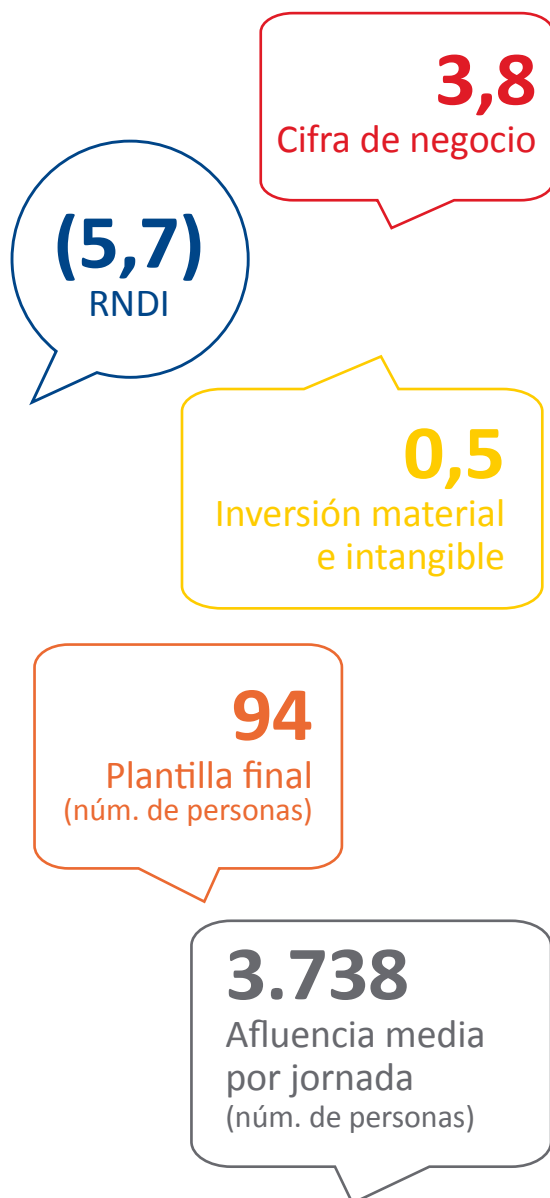 3,8
Cifra de negocio
(5,7)
RNDI
0,5
Inversión material
e intangible
94
Plantilla final
(núm. de personas)
3.738
Afluencia media
por jornada
(núm. de personas)